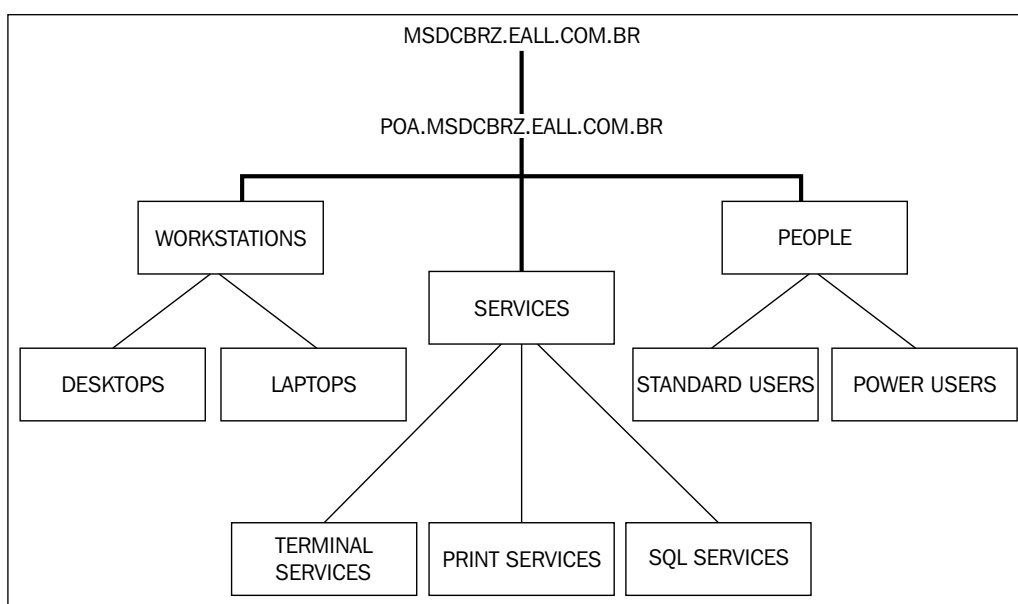 MSDCBRZ.EALL.COM.BR
POA.MSDCBRZ.EALL.COM.BR
WORKSTATIONS
PEOPLE
SERVICES
DESKTOPS
LAPTOPS
STANDARD USERS
POWER USERS
TERMINAL
SERVICES
PRINT SERVICES
SQL SERVICES